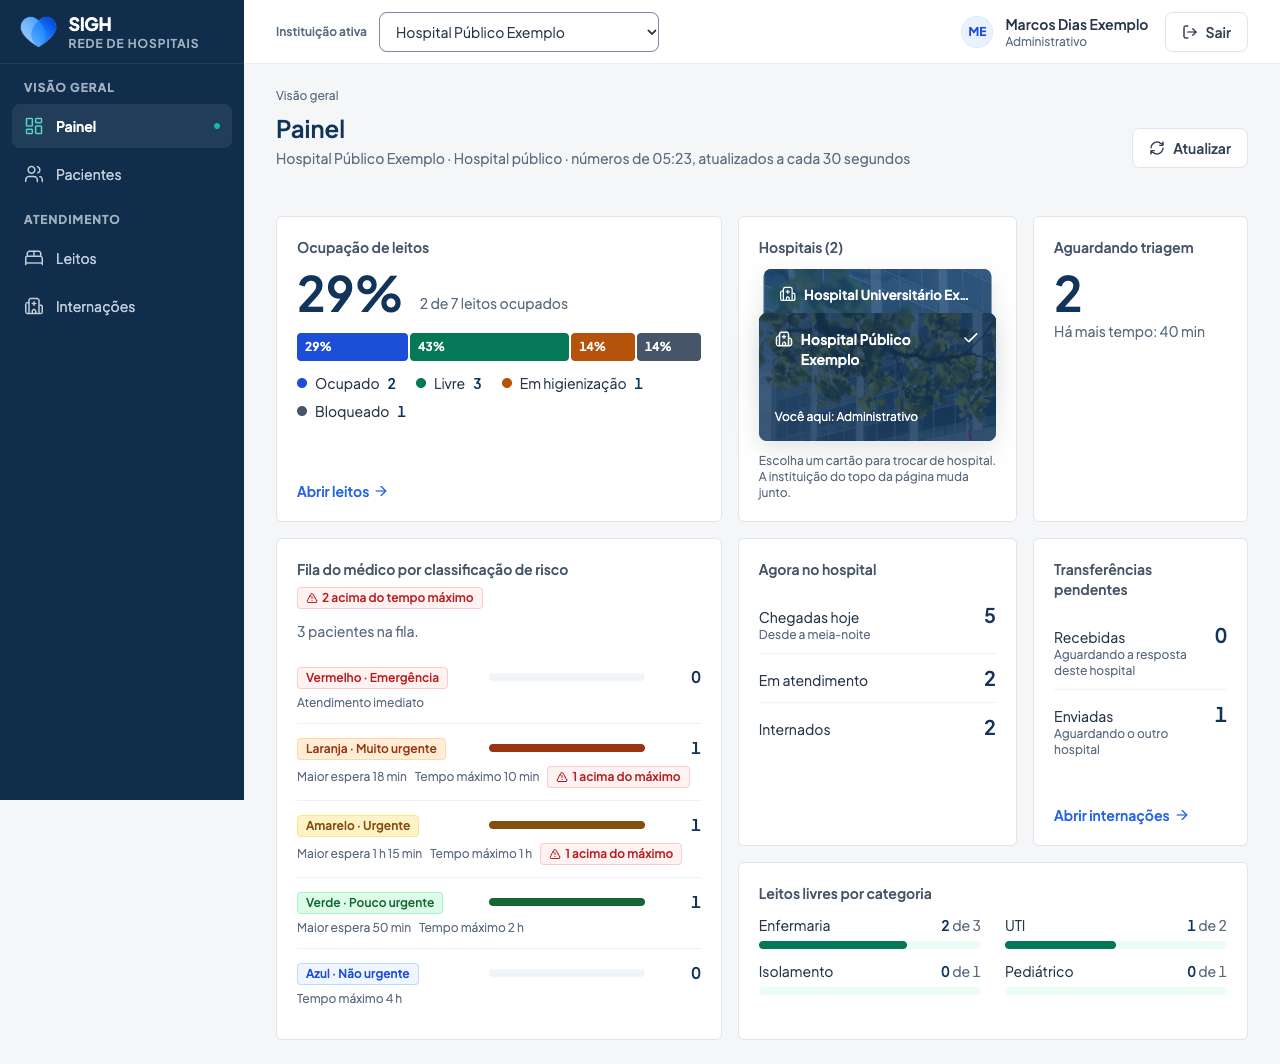 SIGH
REDE DE HOSPITAIS
VISÃO GERAL
Painel
Pacientes
ATENDIMENTO
Leitos
Internações
Instituição ativa
Hospital Público Exemplo
ME
Marcos Dias Exemplo
Administrativo
Sair
Visão geral
Painel
Hospital Público Exemplo · Hospital público · números de 05:23, atualizados a cada 30 segundos
Atualizar
Ocupação de leitos
29%
2 de 7 leitos ocupados
29%
43%
14%
14%
Ocupado 2
Livre 3
Em higienização 1
Bloqueado 1
Abrir leitos
Hospitais (2)
Hospital Universitário Ex...
Hospital Público
Exemplo
Você aqui: Administrativo
Escolha um cartão para trocar de hospital.
A instituição do topo da página muda
junto.
Aguardando triagem
2
Há mais tempo: 40 min
Fila do médico por classificação de risco
2 acima do tempo máximo
3 pacientes na fila.
Vermelho · Emergência
0
Atendimento imediato
Laranja · Muito urgente
1
Maior espera 18 min Tempo máximo 10 min 1 acima do máximo
Amarelo · Urgente
1
Maior espera 1 h 15 min Tempo máximo 1 h 1 acima do máximo
Verde · Pouco urgente
1
Maior espera 50 min Tempo máximo 2 h
Azul · Não urgente
0
Tempo máximo 4 h
Agora no hospital
Chegadas hoje 5
Desde a meia-noite
Em atendimento 2
Internados 2
Transferências
pendentes
Recebidas 0
Aguardando a resposta
deste hospital
Enviadas 1
Aguardando o outro
hospital
Abrir internações
Leitos livres por categoria
Enfermaria 2 de 3
UTI 1 de 2
Isolamento 0 de 1
Pediátrico 0 de 1